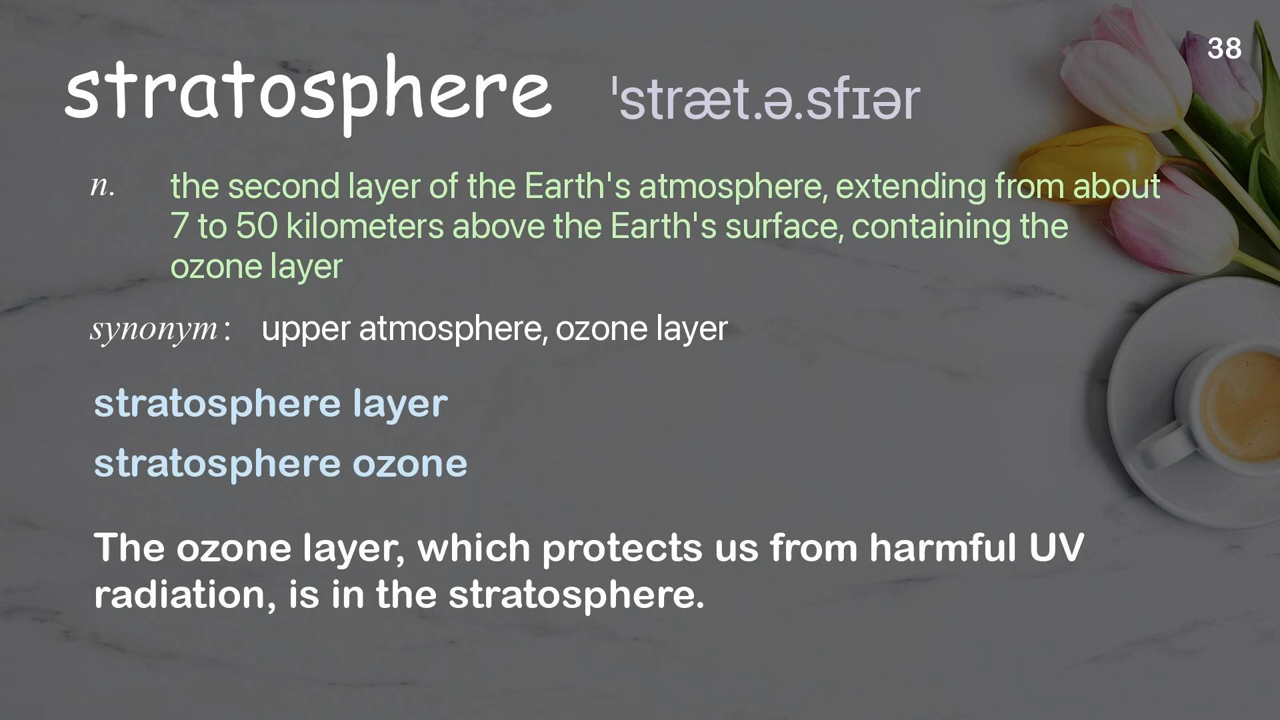 38
stratosphere ˈstræt.ə.sfɪər
n. the second layer of the Earth's atmosphere, extending from about
7 to 50 kilometers above the Earth's surface, containing the
ozone layer
synonym: upper atmosphere, ozone layer
stratosphere layer
stratosphere ozone
The ozone layer, which protects us from harmful UV
radiation, is in the stratosphere.